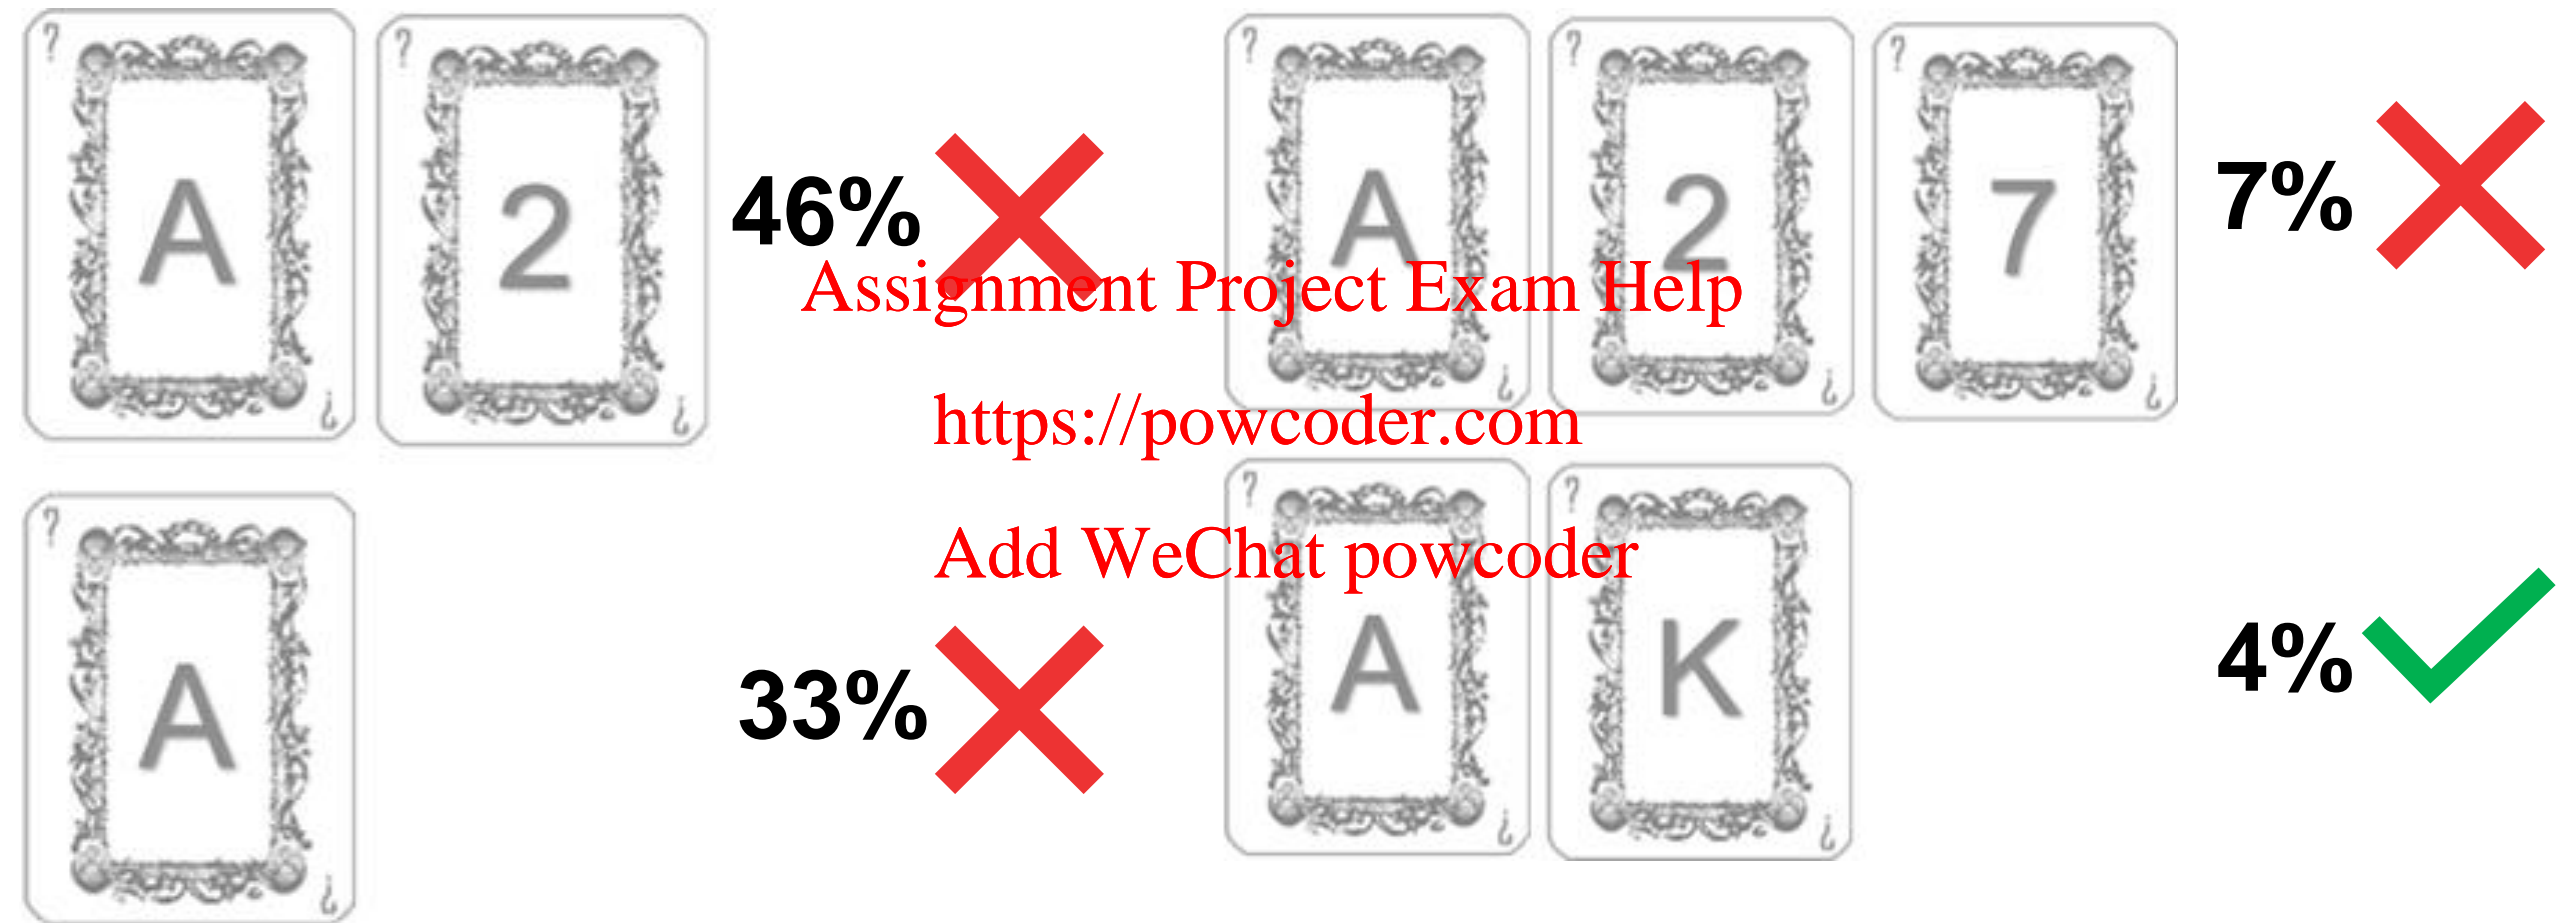 ? A ?
? 2 ?
46%
? A ?
? 2 ?
? 7 ?
7%
Assignment Project Exam Help
https://powcoder.com
Add WeChat powcoder
? A ?
33%
? A ?
? K ?
4%